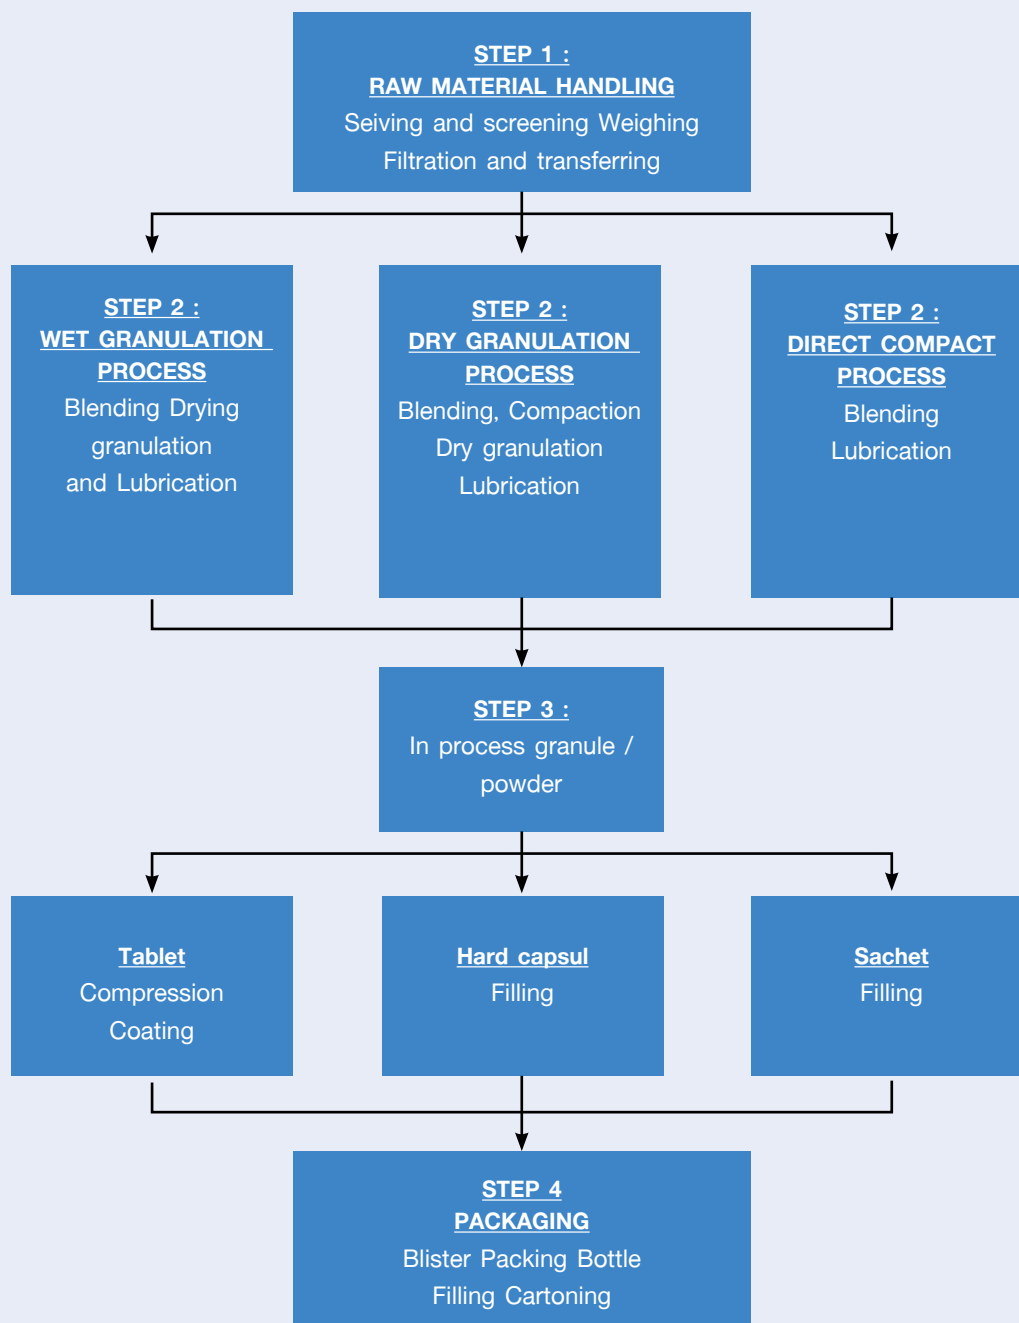 STEP 1 :
RAW MATERIAL HANDLING
Seiving and screening Weighing
Filtration and transferring
STEP 2 :
WET GRANULATION
PROCESS
Blending Drying
granulation
and Lubrication
STEP 2 :
DRY GRANULATION
PROCESS
Blending, Compaction
Dry granulation
Lubrication
STEP 2 :
DIRECT COMPACT
PROCESS
Blending
Lubrication
STEP 3 :
In process granule /
powder
Tablet
Compression
Coating
Hard capsul
Filling
Sachet
Filling
STEP 4
PACKAGING
Blister Packing Bottle
Filling Cartoning